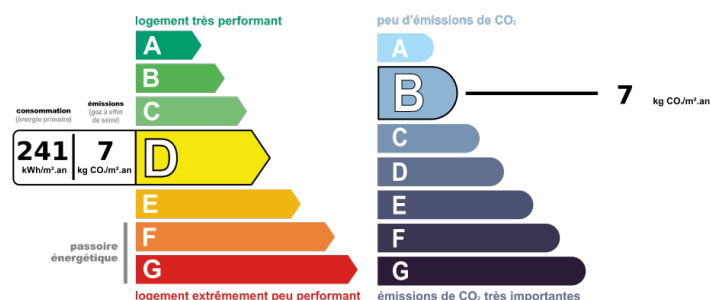 logement très performant
A
B
C
consommation
(énergie primaire)
émissions
(gaz à effet
de serre)
241
kWh/m².an
7
kg CO₂/m².an
D
E
F
G
passoire
énergétique
logement extrêmement peu performant
peu d'émissions de CO₂
A
B
7
kg CO₂/m².an
C
D
E
F
G
émissions de CO₂ très importantes